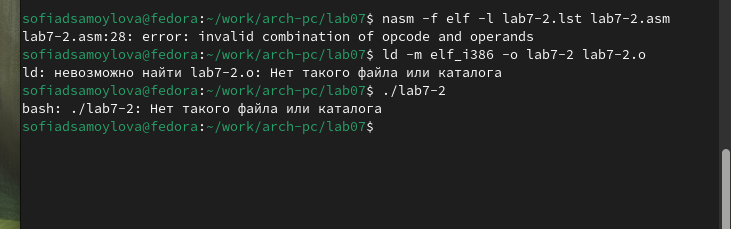 sofiadsamoylova@fedora:~/work/arch-pc/lab07$ nasm -f elf -l lab7-2.lst lab7-2.asm
lab7-2.asm:28: error: invalid combination of opcode and operands
sofiadsamoylova@fedora:~/work/arch-pc/lab07$ ld -m elf_i386 -o lab7-2 lab7-2.o
ld: невозможно найти lab7-2.o: Нет такого файла или каталога
sofiadsamoylova@fedora:~/work/arch-pc/lab07$ ./lab7-2
bash: ./lab7-2: Нет такого файла или каталога
sofiadsamoylova@fedora:~/work/arch-pc/lab07$